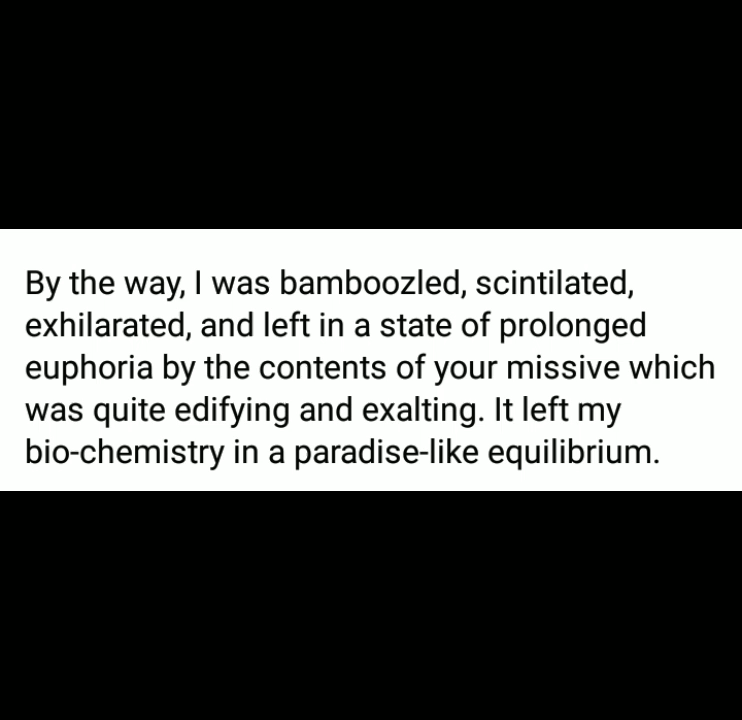 By the way, I was bamboozled, scintilated,
exhilarated, and left in a state of prolonged
euphoria by the contents of your missive which
was quite edifying and exalting. It left my
bio-chemistry in a paradise-like equilibrium.